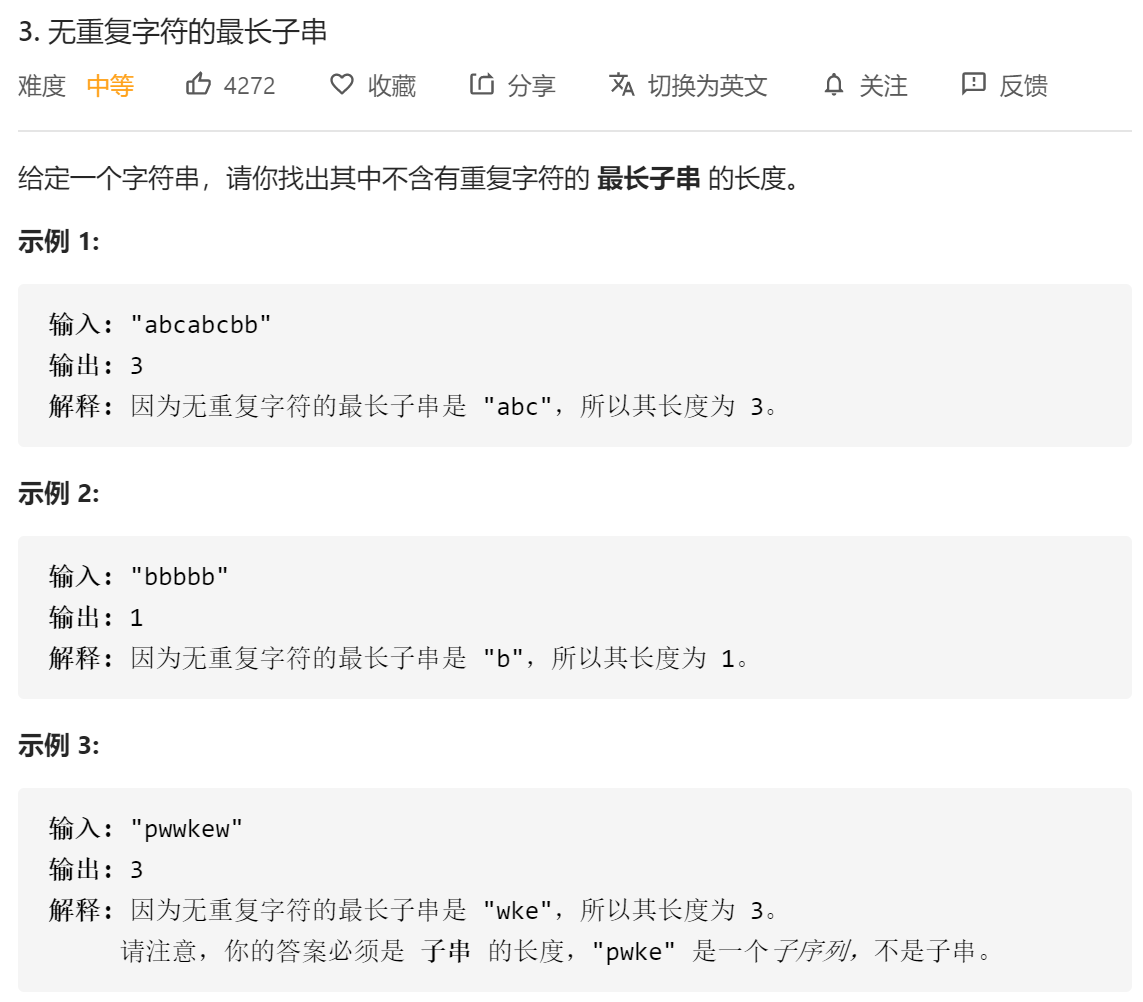 3. 无重复字符的最长子串
难度 中等 4272 收藏 分享 切换为英文 关注 反馈
给定一个字符串，请你找出其中不含有重复字符的 最长子串 的长度。
示例 1:
输入: "abcabcbb"
输出: 3
解释: 因为无重复字符的最长子串是 "abc"，所以其长度为 3。
示例 2:
输入: "bbbbb"
输出: 1
解释: 因为无重复字符的最长子串是 "b"，所以其长度为 1。
示例 3:
输入: "pwwkew"
输出: 3
解释: 因为无重复字符的最长子串是 "wke"，所以其长度为 3。
请注意，你的答案必须是 子串 的长度，"pwke" 是一个子序列，不是子串。